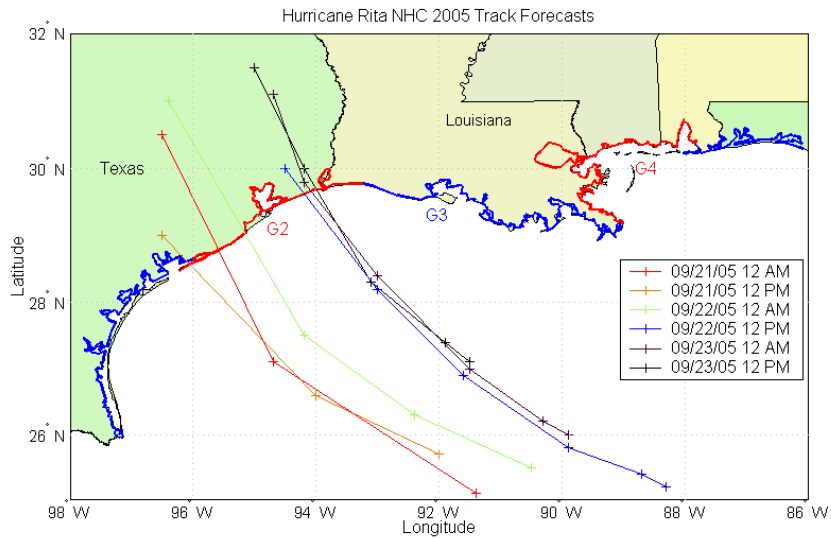 Hurricane Rita NHC 2005 Track Forecasts
32° N
Louisiana
30° N
Texas
G4
G3
G2
Latitude
28° N
09/21/05 12 AM
09/21/05 12 PM
09/22/05 12 AM
09/22/05 12 PM
09/23/05 12 AM
09/23/05 12 PM
26° N
98° W 96° W 94° W 92° W 90° W 88° W 86° W
Longitude